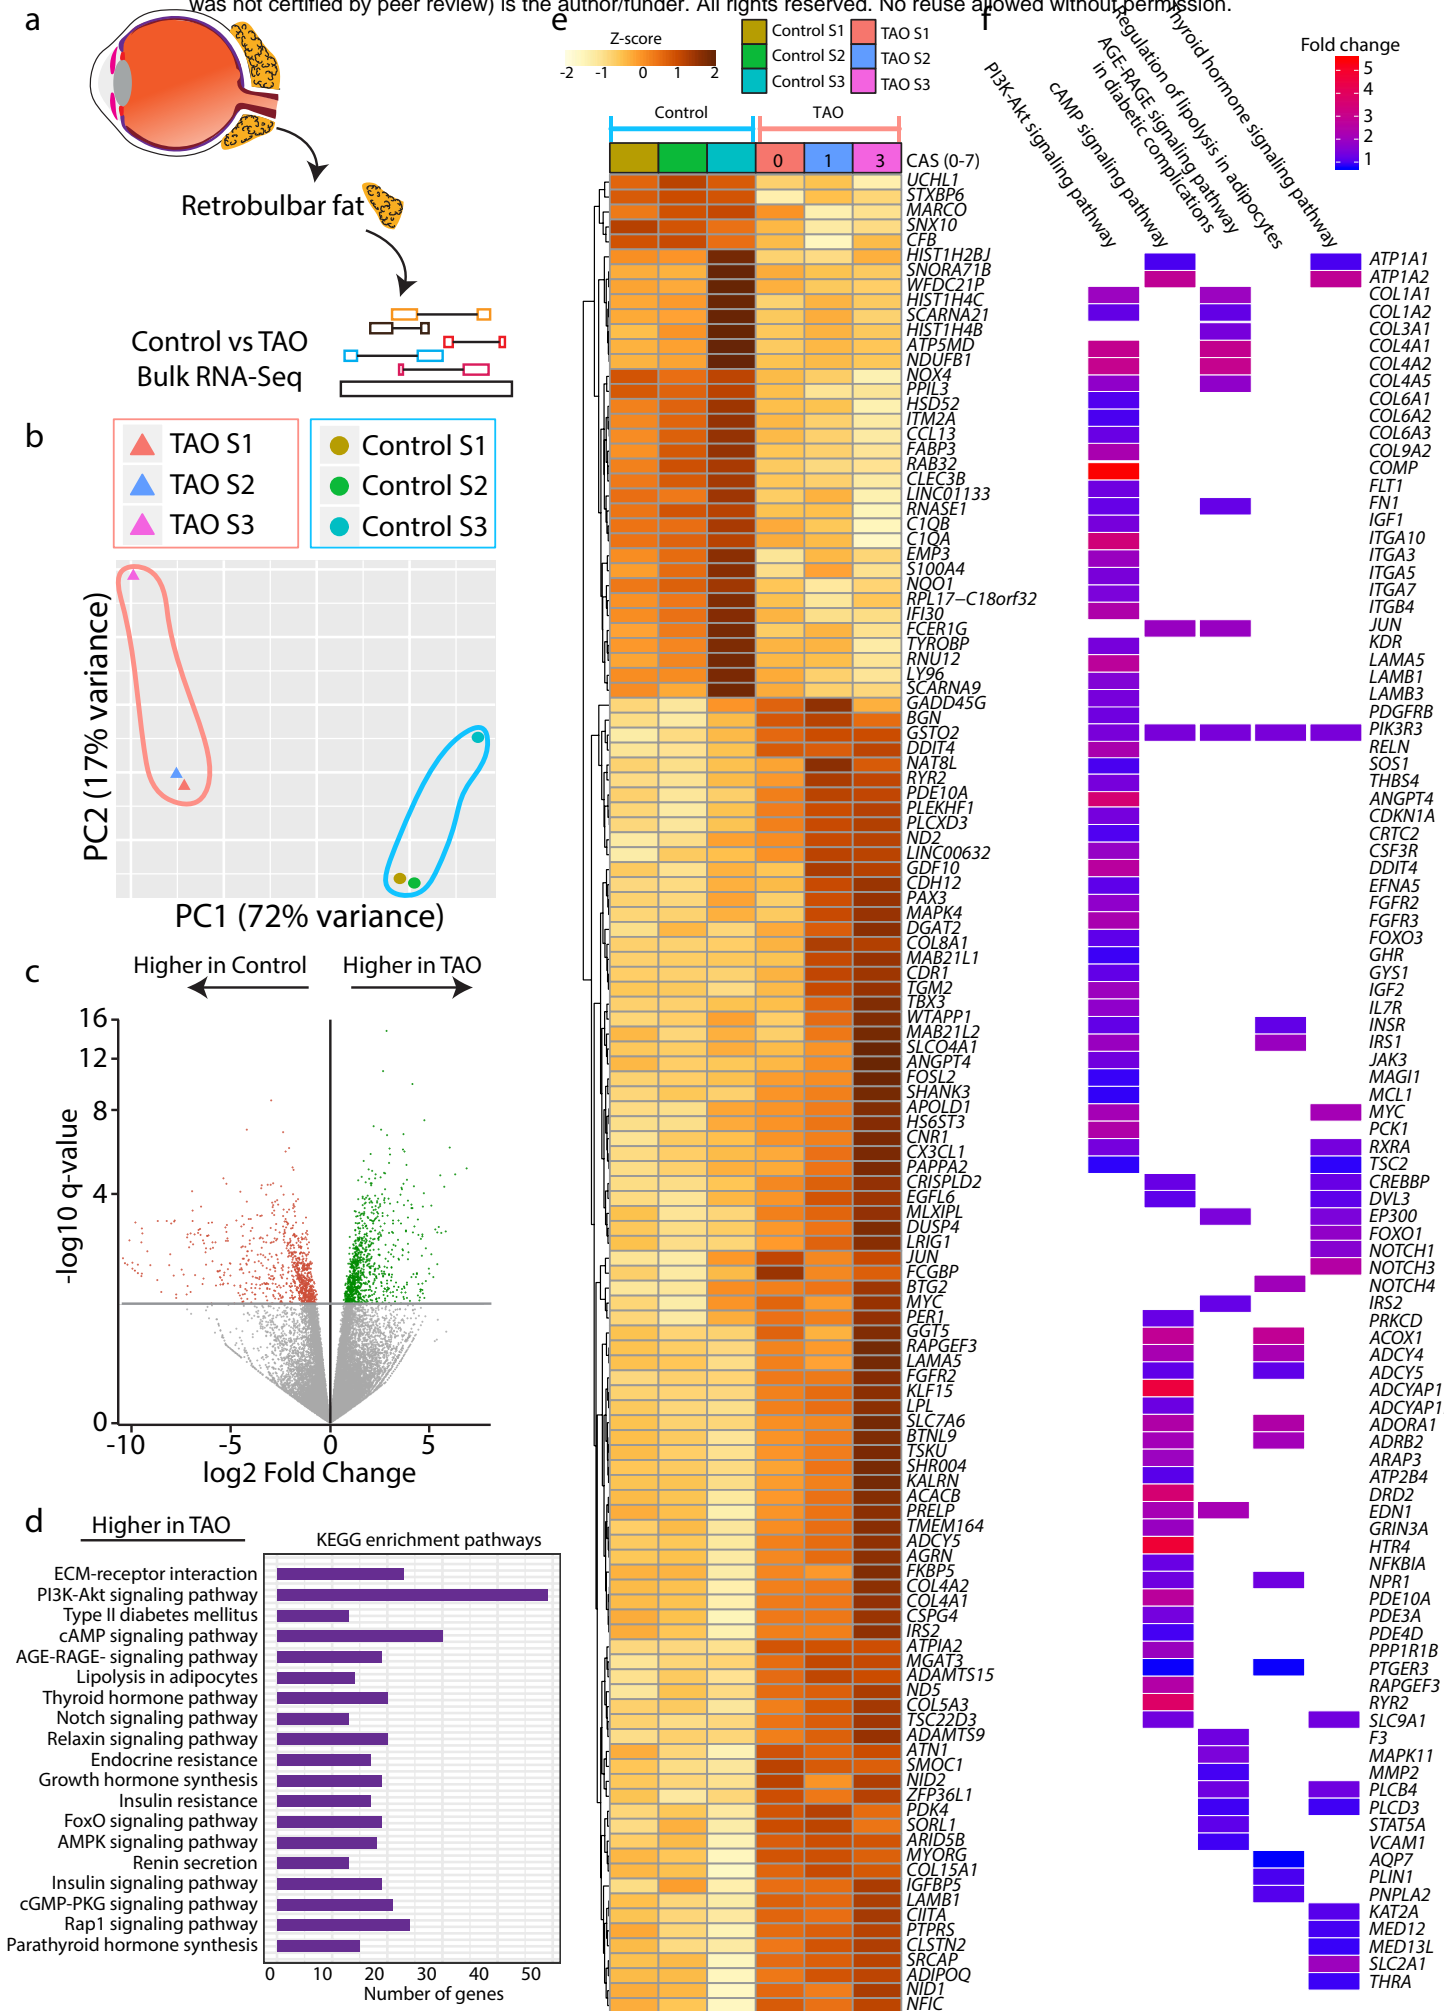 was not certified by peer review) is the author/funder. All rights reserved. No reuse allowed without permission.
a
Retrobulbar fat
Control vs TAO
Bulk RNA-Seq
b
TAO S1
TAO S2
TAO S3
Control S1
Control S2
Control S3
PC2 (17% variance)
PC1 (72% variance)
c
Higher in Control
Higher in TAO
-log10 q-value
16
12
8
4
0
-10
-5
0
5
log2 Fold Change
d
Higher in TAO
KEGG enrichment pathways
ECM-receptor interaction
PI3K-Akt signaling pathway
Type II diabetes mellitus
cAMP signaling pathway
AGE-RAGE- signaling pathway
Lipolysis in adipocytes
Thyroid hormone pathway
Notch signaling pathway
Relaxin signaling pathway
Endocrine resistance
Growth hormone synthesis
Insulin resistance
FoxO signaling pathway
AMPK signaling pathway
Renin secretion
Insulin signaling pathway
cGMP-PKG signaling pathway
Rap1 signaling pathway
Parathyroid hormone synthesis
0 10 20 30 40 50
Number of genes
e
Z-score
-2 -1 0 1 2
Control S1
Control S2
Control S3
TAO S1
TAO S2
TAO S3
Control
TAO
0 1 3
CAS (0-7)
UCHL1
STXBP6
MARCO
SNX10
CFB
HIST1H2BJ
SNORA71B
WFDC21P
HIST1H4C
SCARNA21
HIST1H4B
ATP5MD
NDUFB1
NOX4
PPIL3
HSD52
ITM2A
CCL13
FABP3
RAB32
CLEC3B
LINC01133
RNASE1
C1QB
C1QA
EMP3
S100A4
NQO1
RPL17−C18orf32
IFI30
FCER1G
TYROBP
RNU12
LY96
SCARNA9
GADD45G
BGN
GSTO2
DDIT4
NAT8L
RYR2
PDE10A
PLEKHF1
PLCXD3
ND2
LINC00632
GDF10
CDH12
PAX3
MAPK4
DGAT2
COL8A1
MAB21L1
CDR1
TGM2
TBX3
WTAPP1
MAB21L2
SLCO4A1
ANGPT4
FOSL2
SHANK3
APOLD1
HS6ST3
CNR1
CX3CL1
PAPPA2
CRISPLD2
EGFL6
MLXIPL
DUSP4
LRIG1
JUN
FCGBP
BTG2
MYC
PER1
GGT5
RAPGEF3
LAMA5
FGFR2
KLF15
LPL
SLC7A6
BTNL9
TSKU
SHR004
KALRN
ACACB
PRELP
TMEM164
ADCY5
AGRN
FKBP5
COL4A2
COL4A1
CSPG4
IRS2
ATPIA2
MGAT3
ADAMTS15
ND5
COL5A3
TSC22D3
ADAMTS9
ATN1
SMOC1
NID2
ZFP36L1
PDK4
SORL1
ARID5B
MYORG
COL15A1
IGFBP5
LAMB1
CIITA
PTPRS
CLSTN2
SRCAP
ADIPOQ
NID1
NFIC
f
Fold change
5
4
3
2
1
PI3K-Akt signaling pathway
cAMP signaling pathway
AGE-RAGE signaling pathway
in diabetic complications
Regulation of lipolysis in adipocytes
Thyroid hormone signaling pathway
ATP1A1
ATP1A2
COL1A1
COL1A2
COL3A1
COL4A1
COL4A2
COL4A5
COL6A1
COL6A2
COL6A3
COL9A2
COMP
FLT1
FN1
IGF1
ITGA10
ITGA3
ITGA5
ITGA7
ITGB4
JUN
KDR
LAMA5
LAMB1
LAMB3
PDGFRB
PIK3R3
RELN
SOS1
THBS4
ANGPT4
CDKN1A
CRTC2
CSF3R
DDIT4
EFNA5
FGFR2
FGFR3
FOXO3
GHR
GYS1
IGF2
IL7R
INSR
IRS1
JAK3
MAGI1
MCL1
MYC
PCK1
RXRA
TSC2
CREBBP
DVL3
EP300
FOXO1
NOTCH1
NOTCH3
NOTCH4
IRS2
PRKCD
ACOX1
ADCY4
ADCY5
ADCYAP1
ADCYAP1
ADORA1
ADRB2
ARAP3
ATP2B4
DRD2
EDN1
GRIN3A
HTR4
NFKBIA
NPR1
PDE10A
PDE3A
PDE4D
PPP1R1B
PTGER3
RAPGEF3
RYR2
SLC9A1
F3
MAPK11
MMP2
PLCB4
PLCD3
STAT5A
VCAM1
AQP7
PLIN1
PNPLA2
KAT2A
MED12
MED13L
SLC2A1
THRA